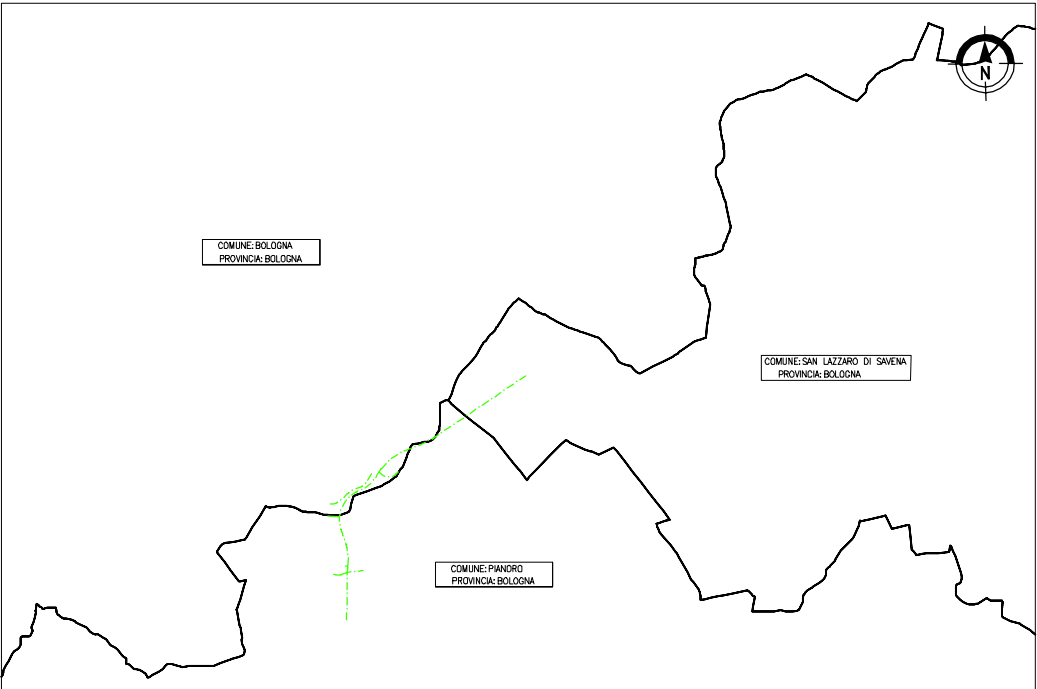 N
COMUNE: BOLOGNA
PROVINCIA: BOLOGNA
COMUNE: SAN LAZZARO DI SAVENA
PROVINCIA: BOLOGNA
COMUNE: PIANORO
PROVINCIA: BOLOGNA